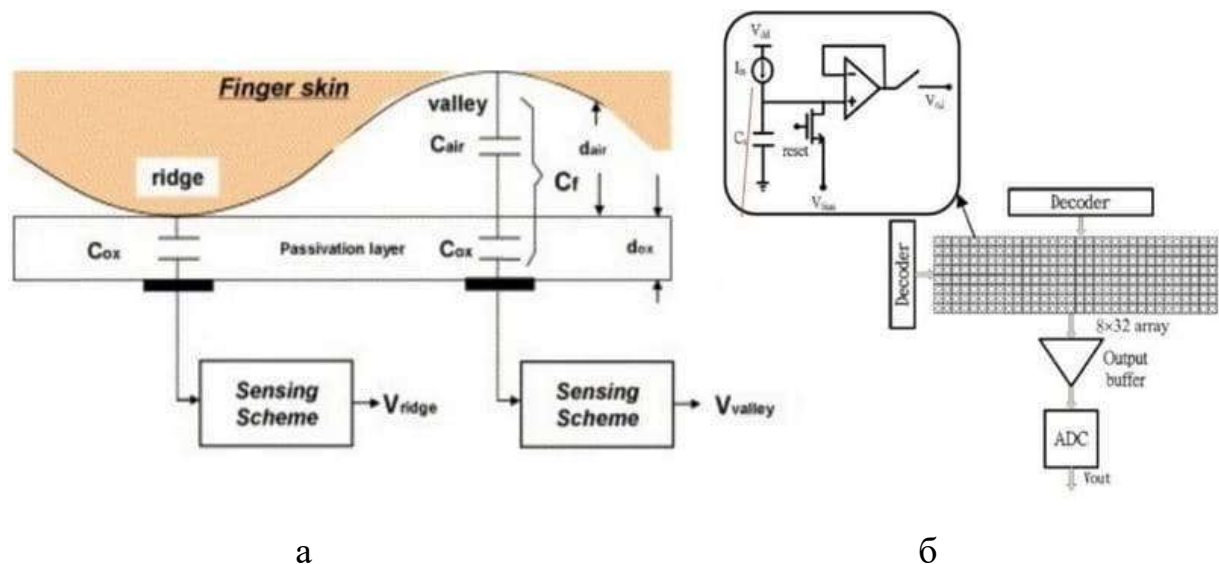 Finger skin
valley
Cair
dair
Cf
ridge
Cox
Passivation layer
Cox
dox
Sensing
Scheme
Vridge
Sensing
Scheme
Vvalley
Vdd
reset
Decoder
Decoder
8×32 array
Output
buffer
ADC
Vout
а
б